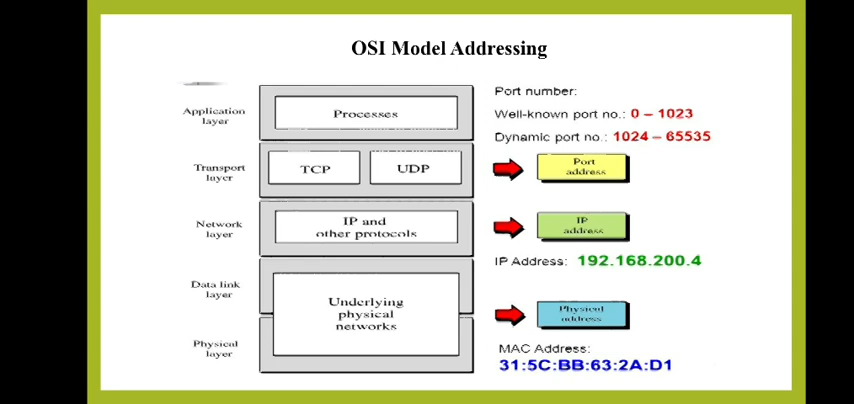 OSI Model Addressing
Application
layer
Processes
Port number:
Well-known port no.: 0 – 1023
Dynamic port no.: 1024 – 65535
Transport
layer
TCP
UDP
Port
address
Network
layer
IP and
other protocols
IP
address
IP Address: 192.168.200.4
Data link
layer
Underlying
physical
networks
Physical
address
Physical
layer
MAC Address:
31:5C:BB:63:2A:D1